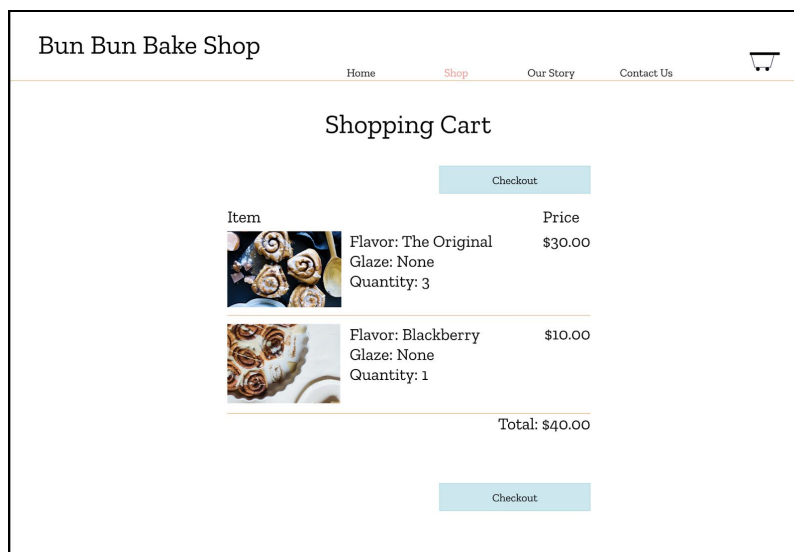 Bun Bun Bake Shop
Home Shop Our Story Contact Us
Shopping Cart
Checkout
Item Price
Flavor: The Original $30.00
Glaze: None
Quantity: 3
Flavor: Blackberry $10.00
Glaze: None
Quantity: 1
Total: $40.00
Checkout